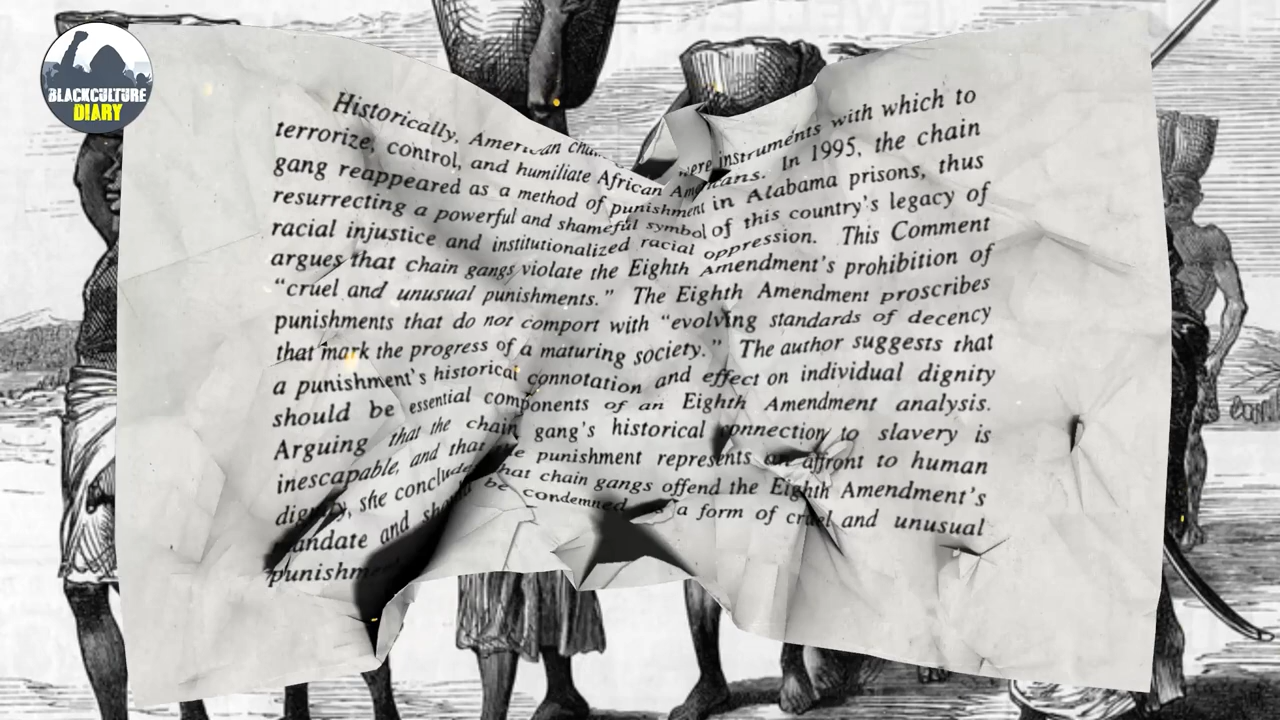 BLACKCULTURE
DIARY
Historically, American were instruments with which to
terrorize, control, and humiliate African Americans. In 1995, the chain
gang reappeared as a method of punishment in Alabama prisons, thus
resurrecting a powerful and shameful symbol of this country's legacy of
racial injustice and institutionalized racial oppression. This Comment
argues that chain gangs violate the Eighth Amendment's prohibition of
"cruel and unusual punishments." The Eighth Amendment proscribes
punishments that do not comport with "evolving standards of decency
that mark the progress of a maturing society." The author suggests that
a punishment's historical connotation and effect on individual dignity
should be essential components of an Eighth Amendment analysis.
Arguing that the chain gang's historical connection to slavery is
inescapable, and that the punishment represents an affront to human
dignity, she concludes that chain gangs offend the Eighth Amendment's
mandate and should be condemned as a form of cruel and unusual
punishment